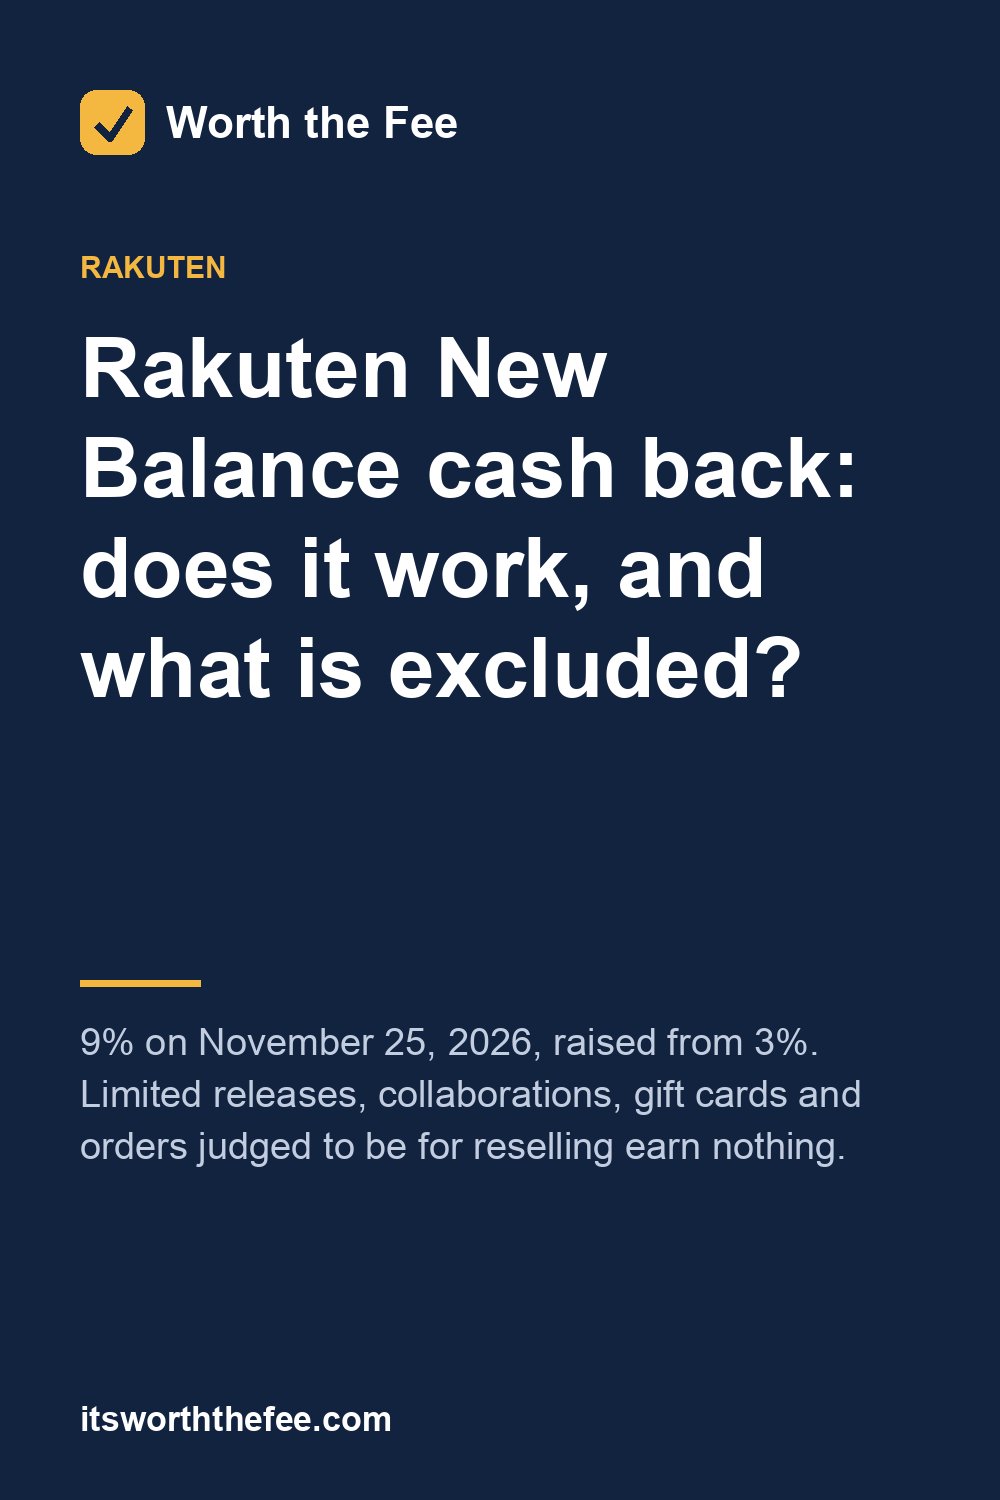 Worth the Fee
RAKUTEN
Rakuten New
Balance cash back:
does it work, and
what is excluded?
9% on November 25, 2026, raised from 3%.
Limited releases, collaborations, gift cards and
orders judged to be for reselling earn nothing.
itsworththefee.com